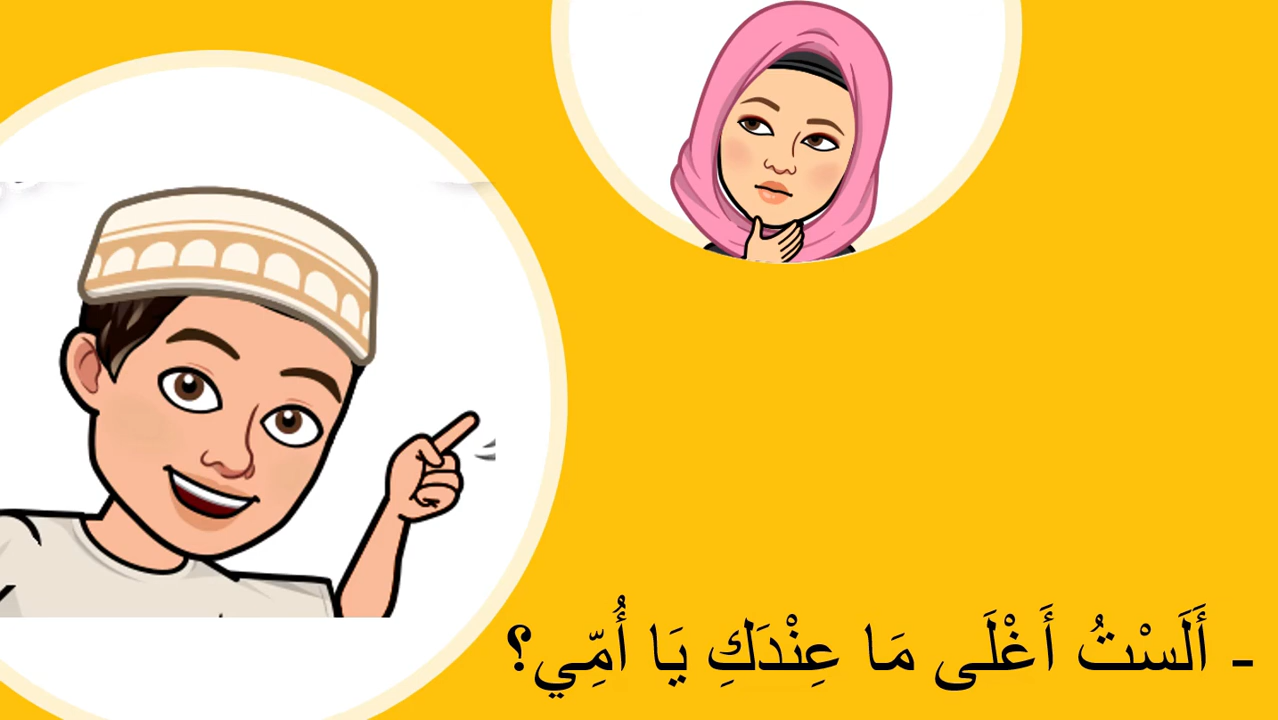 - أَلَسْتُ أَغْلَى مَا عِنْدَكِ يَا أُمِّي؟